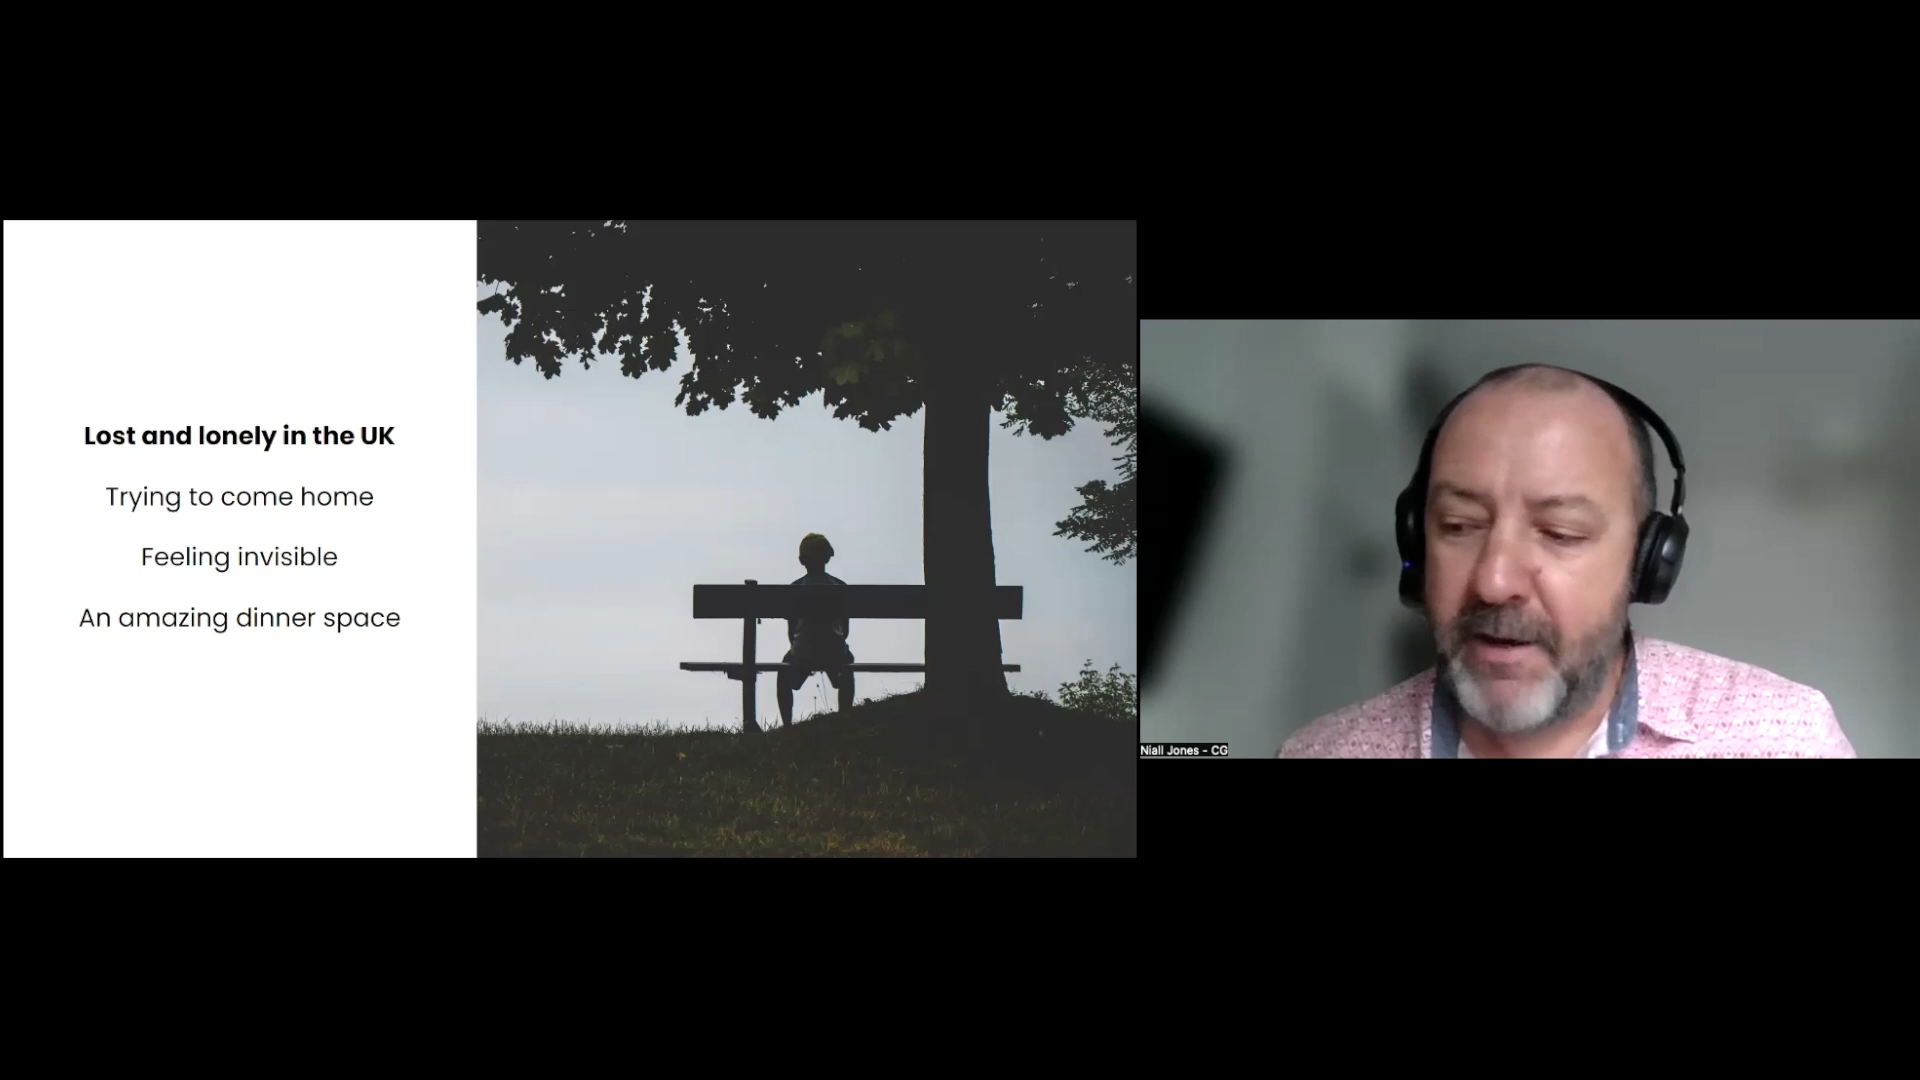 Lost and lonely in the UK
Trying to come home
Feeling invisible
An amazing dinner space
Niall Jones - CG